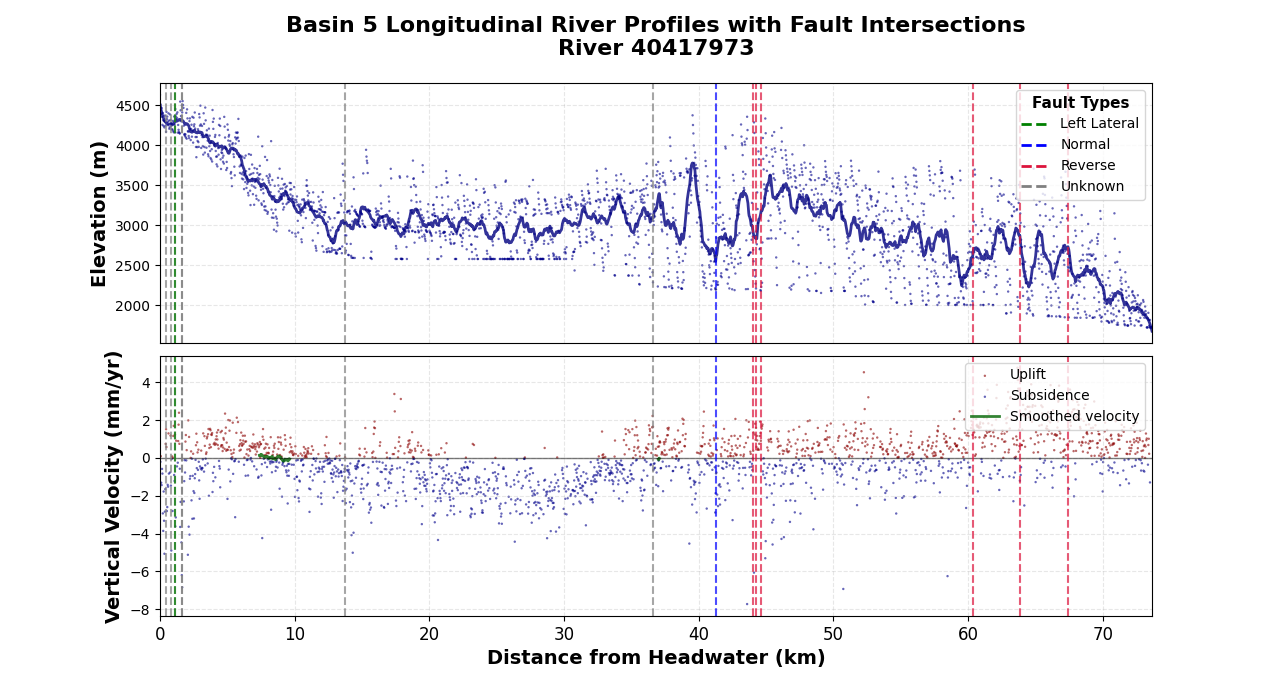 Basin 5 Longitudinal River Profiles with Fault Intersections
River 40417973
Elevation (m)
4500
4000
3500
3000
2500
2000
Fault Types
Left Lateral
Normal
Reverse
Unknown
Vertical Velocity (mm/yr)
4
2
0
−2
−4
−6
−8
Uplift
Subsidence
Smoothed velocity
0 10 20 30 40 50 60 70
Distance from Headwater (km)